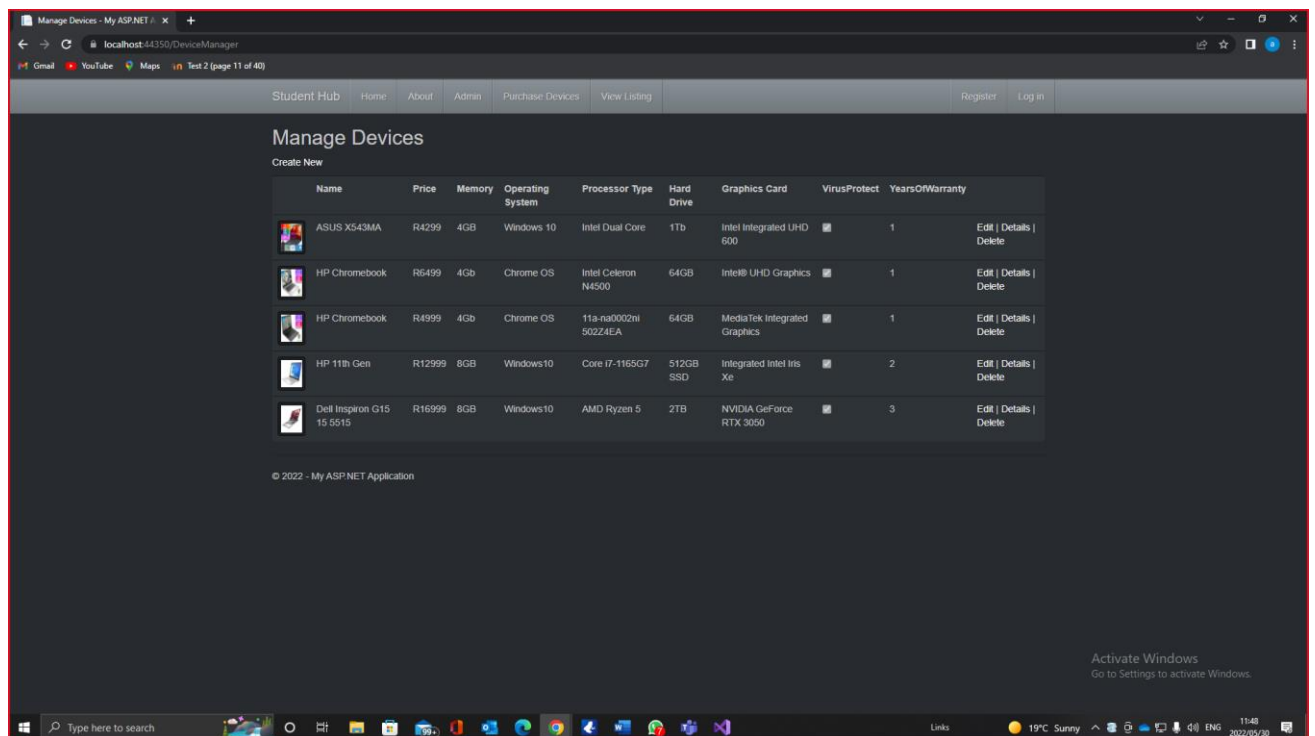 Manage Devices - My ASP.NET A
localhost:44350/DeviceManager
Gmail YouTube Maps Test 2 (page 11 of 40)
Student Hub Home About Admin Purchase Devices View Listing Register Log in
Manage Devices
Create New
Name Price Memory Operating System Processor Type Hard Drive Graphics Card VirusProtect YearsOfWarranty
ASUS X543MA R4299 4GB Windows 10 Intel Dual Core 1Tb Intel Integrated UHD 600 1 Edit | Details | Delete
HP Chromebook R6499 4Gb Chrome OS Intel Celeron N4500 64GB Intel® UHD Graphics 1 Edit | Details | Delete
HP Chromebook R4999 4Gb Chrome OS 11a-na0002ni 502Z4EA 64GB MediaTek Integrated Graphics 1 Edit | Details | Delete
HP 11th Gen R12999 8GB Windows10 Core i7-1165G7 512GB SSD Integrated Intel Iris Xe 2 Edit | Details | Delete
Dell Inspiron G15 15 5515 R16999 8GB Windows10 AMD Ryzen 5 2TB NVIDIA GeForce RTX 3050 3 Edit | Details | Delete
© 2022 - My ASP.NET Application
Activate Windows
Go to Settings to activate Windows.
Type here to search 99+ Links 19°C Sunny ENG 11:48
2022/05/30